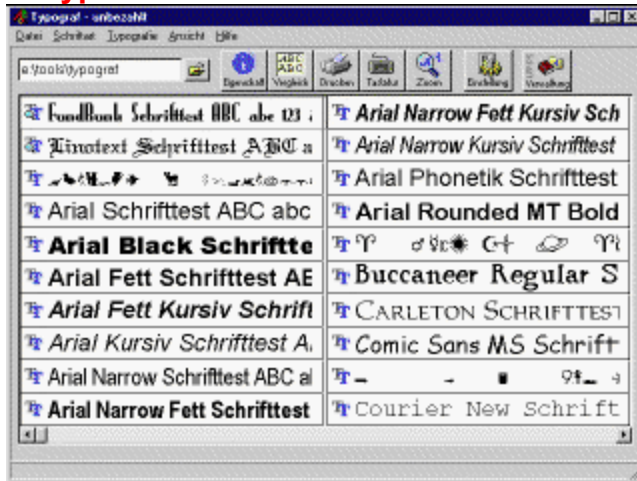 Typograf - unbezahlt
Datei Schriftart Typografie Ansicht Hilfe
e:\tools\typograf
Eigenschaft Vergleich Drucken Tastatur Zoom Einstellung Verwaltung
FundBook Schrifttest ABC abc 123
Linotext Schrifttest ABC a
Arial Schrifttest ABC abc
Arial Black Schriftte
Arial Fett Schrifttest AB
Arial Fett Kursiv Schrift
Arial Kursiv Schrifttest A
Arial Narrow Schrifttest ABC al
Arial Narrow Fett Schrifttest
Arial Narrow Fett Kursiv Sch
Arial Narrow Kursiv Schrifttest
Arial Phonetik Schrifttest
Arial Rounded MT Bold
Buccaneer Regular S
Carleton Schrifttest
Comic Sans MS Schrift
Courier New Schrift